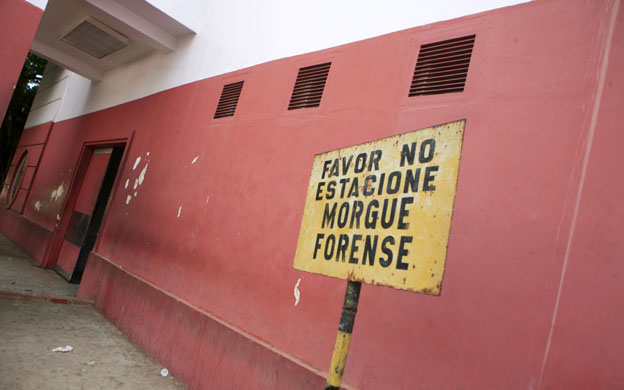 FAVOR NO
ESTACIONE
MORGUE
FORENSE